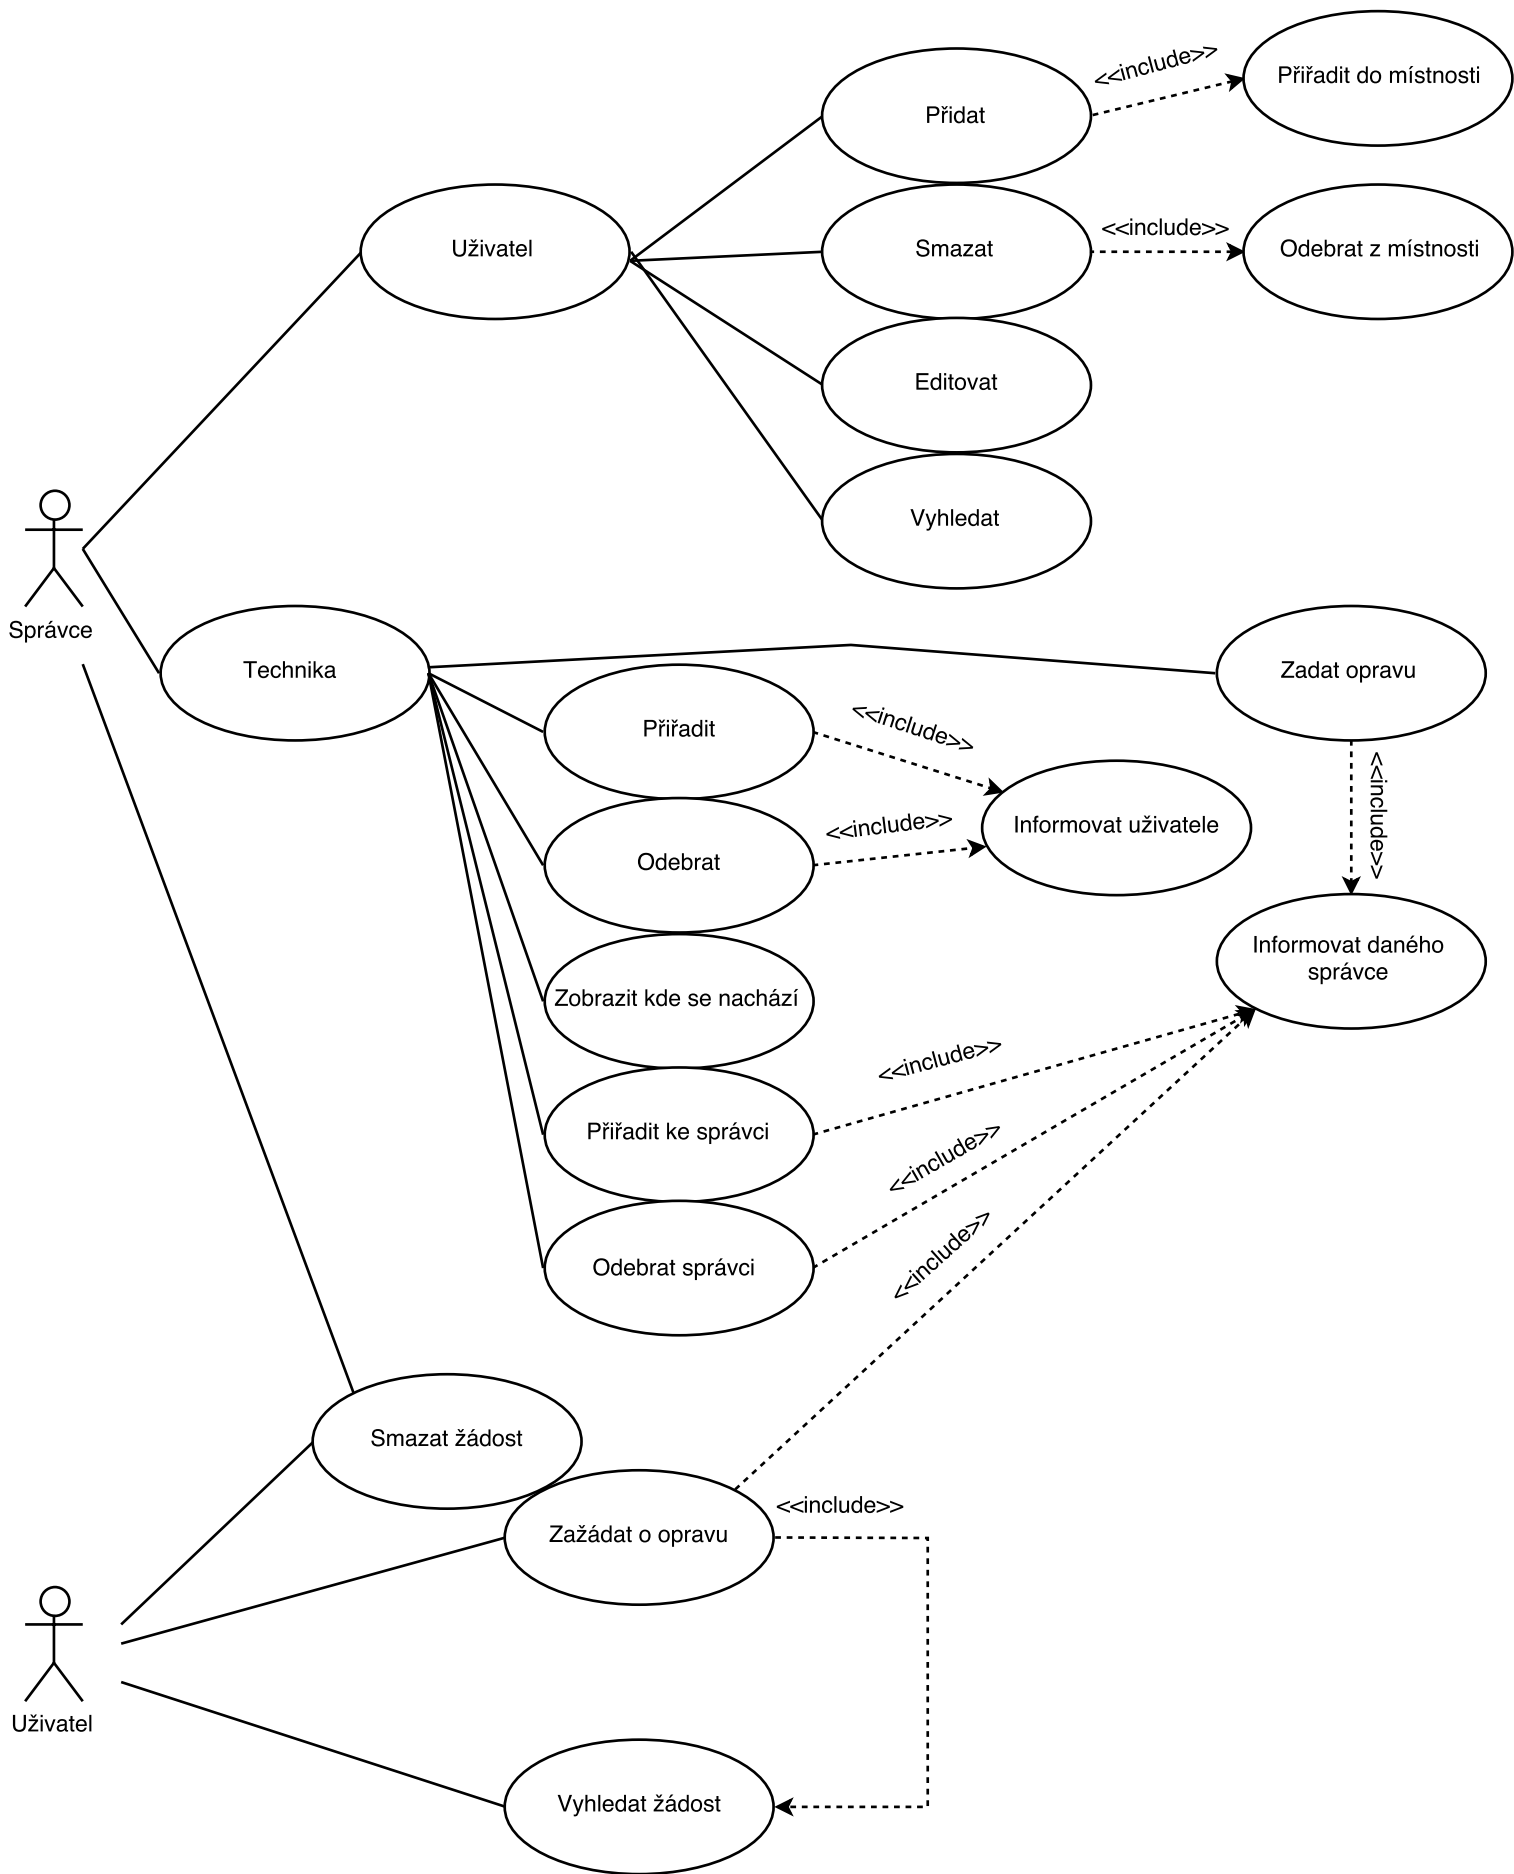 <<include>>
Přiřadit do místnosti
Přidat
Uživatel
Smazat
<<include>>
Odebrat z místnosti
Editovat
Vyhledat
Správce
Technika
Zadat opravu
Přiřadit
<<include>>
<<include>>
Informovat uživatele
<<include>>
Odebrat
Informovat daného
správce
Zobrazit kde se nachází
<<include>>
Přiřadit ke správci
<<include>>
Odebrat správci
<<include>>
Smazat žádost
<<include>>
Zažádat o opravu
Uživatel
Vyhledat žádost